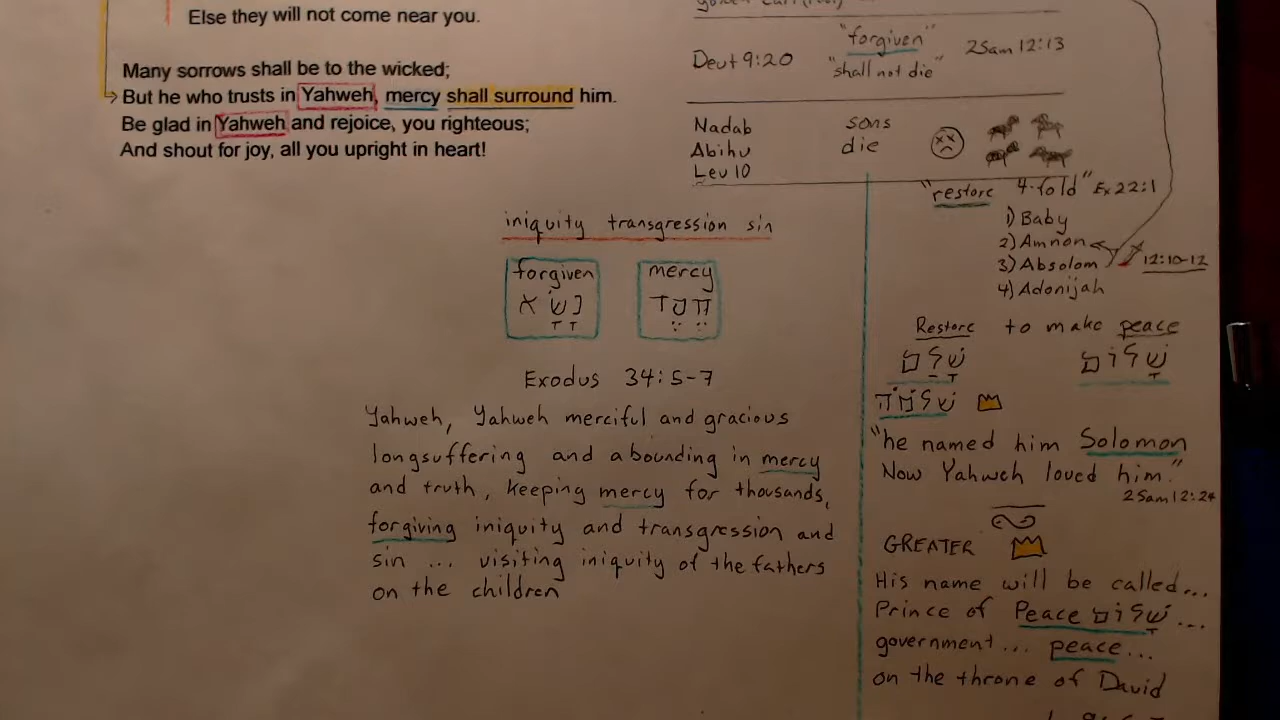 Else they will not come near you.
Many sorrows shall be to the wicked;
But he who trusts in Yahweh, mercy shall surround him.
Be glad in Yahweh and rejoice, you righteous;
And shout for joy, all you upright in heart!
Deut 9:20 "forgiven" "shall not die" 2Sam 12:13
Nadab
Abihu
Lev 10
sons
die
"restore 4-fold" Ex 22:1
1) Baby
2) Amnon
3) Absolom 12:10-12
4) Adonijah
iniquity transgression sin
forgiven
נָשָׂא
mercy
חֶסֶד
Exodus 34:5-7
Yahweh, Yahweh merciful and gracious
longsuffering and abounding in mercy
and truth, keeping mercy for thousands,
forgiving iniquity and transgression and
sin ... visiting iniquity of the fathers
on the children
Restore to make peace
שָׁלַם שָׁלוֹם
שְׁלֹמֹה
"he named him Solomon
Now Yahweh loved him."
2Sam 12:24
GREATER
His name will be called...
Prince of Peace שָׁלוֹם ...
government... peace...
on the throne of David